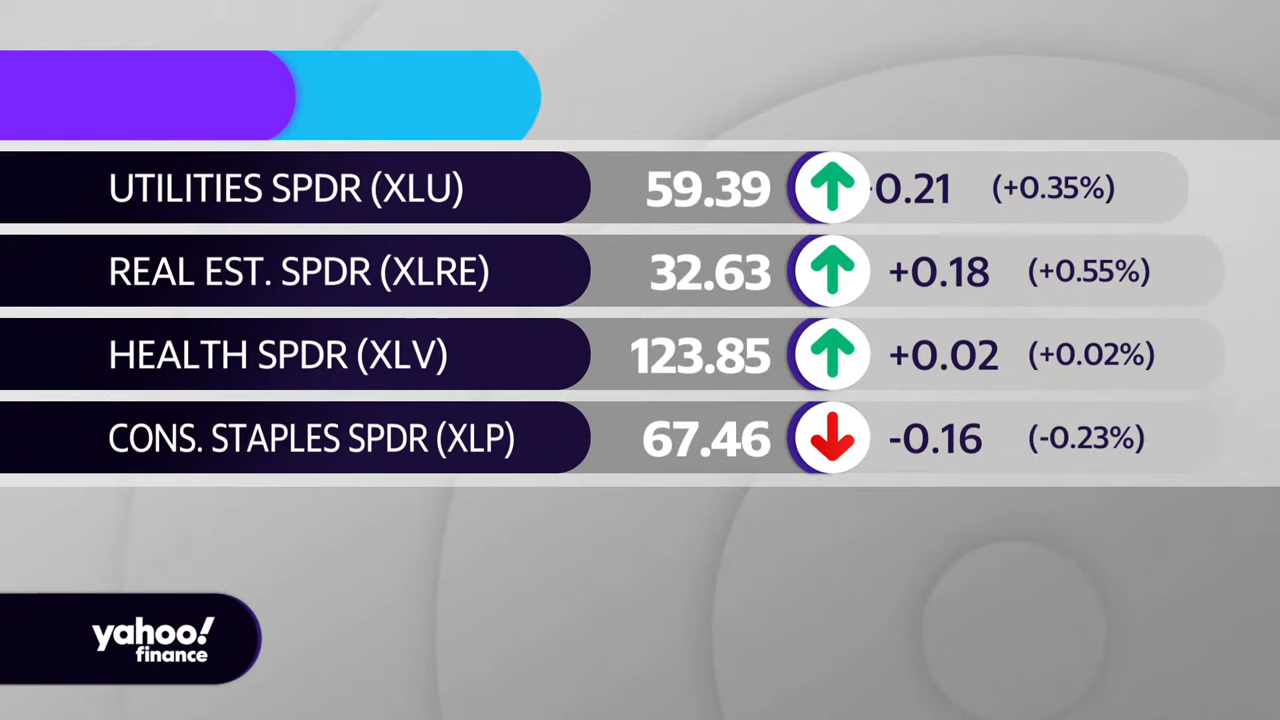 UTILITIES SPDR (XLU) 59.39 0.21 (+0.35%)
REAL EST. SPDR (XLRE) 32.63 +0.18 (+0.55%)
HEALTH SPDR (XLV) 123.85 +0.02 (+0.02%)
CONS. STAPLES SPDR (XLP) 67.46 -0.16 (-0.23%)
yahoo!
finance